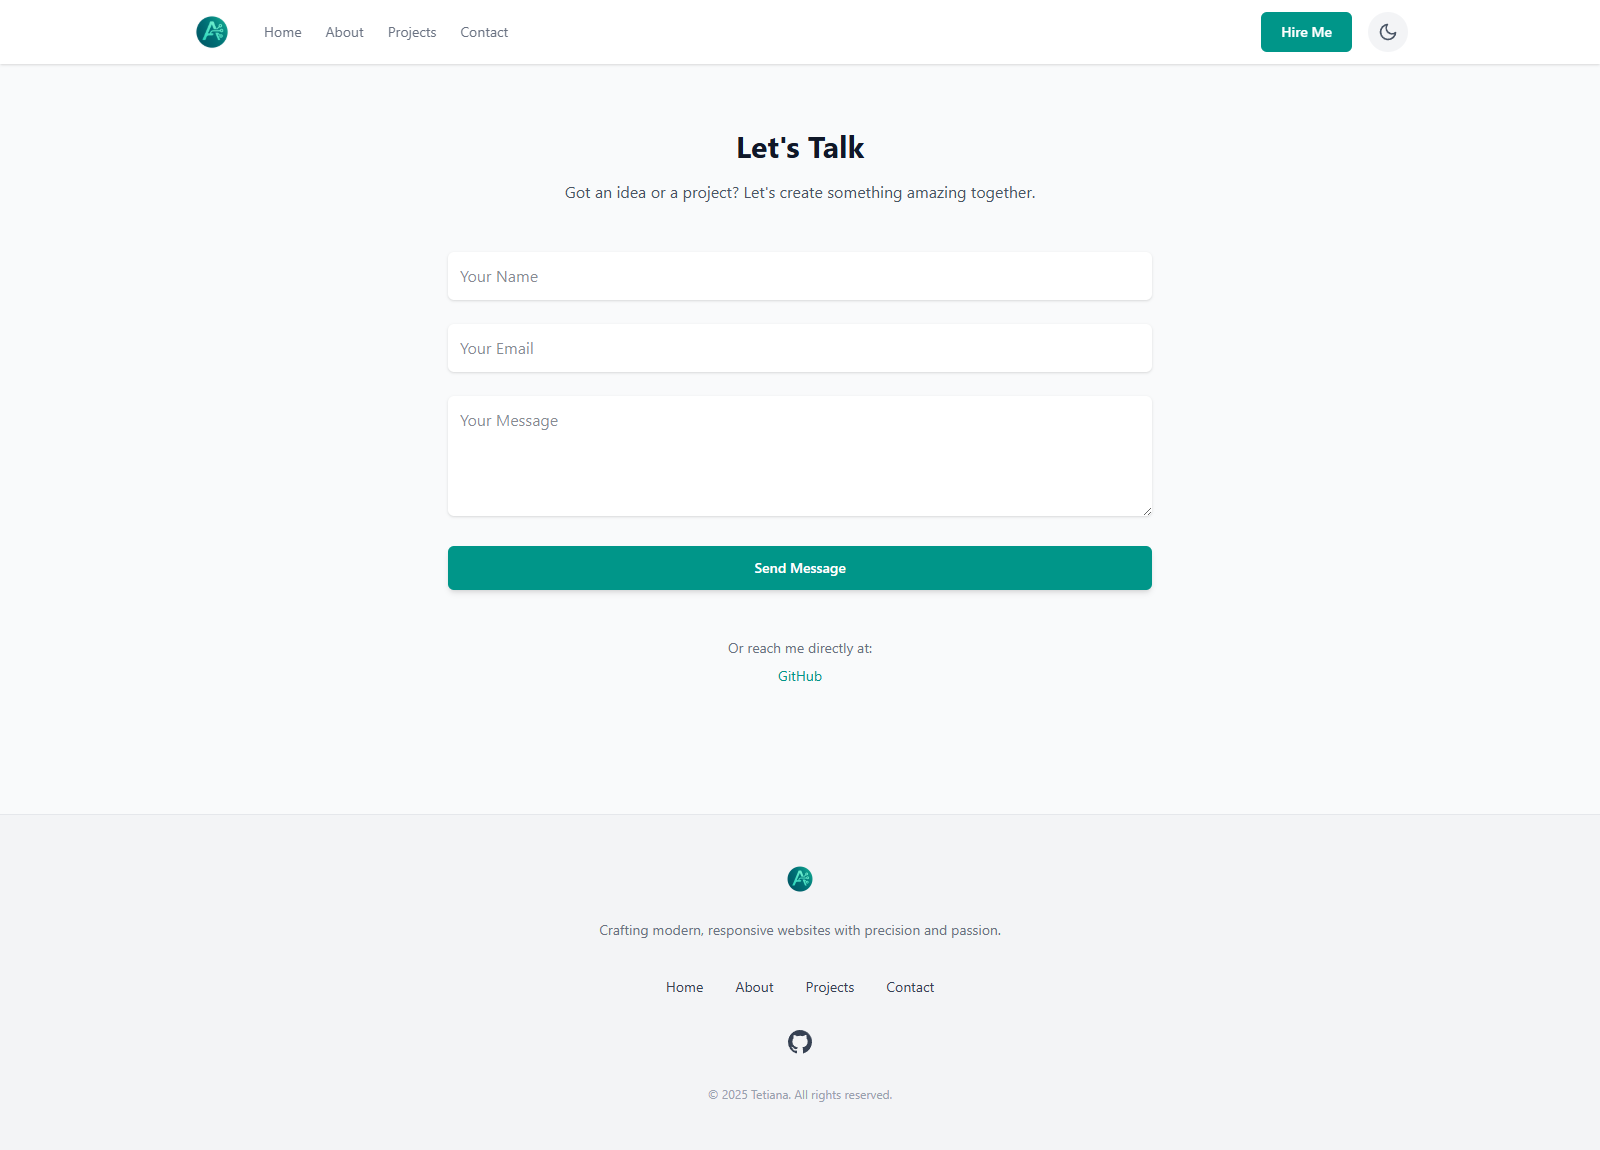 Home About Projects Contact Hire Me
Let's Talk
Got an idea or a project? Let's create something amazing together.
Your Name
Your Email
Your Message
Send Message
Or reach me directly at:
GitHub
Crafting modern, responsive websites with precision and passion.
Home About Projects Contact
© 2025 Tetiana. All rights reserved.